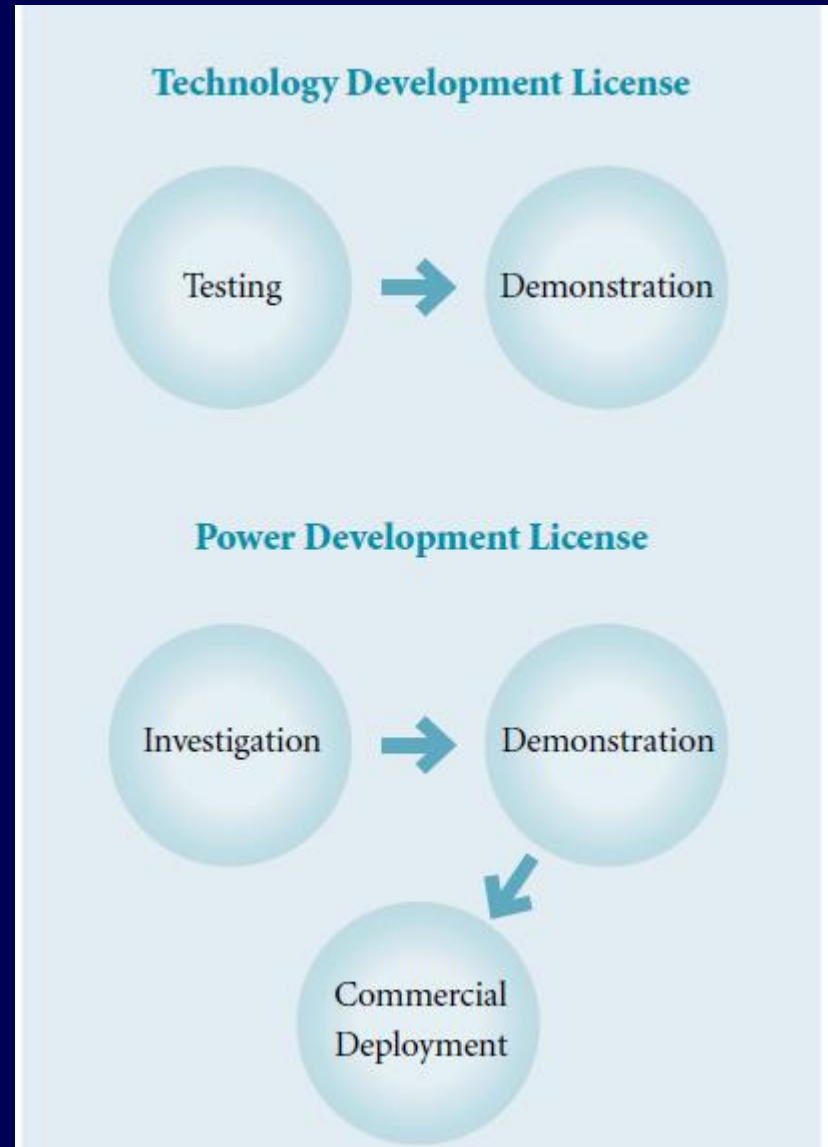 Technology Development License
Testing
Demonstration
Power Development License
Investigation
Demonstration
Commercial
Deployment